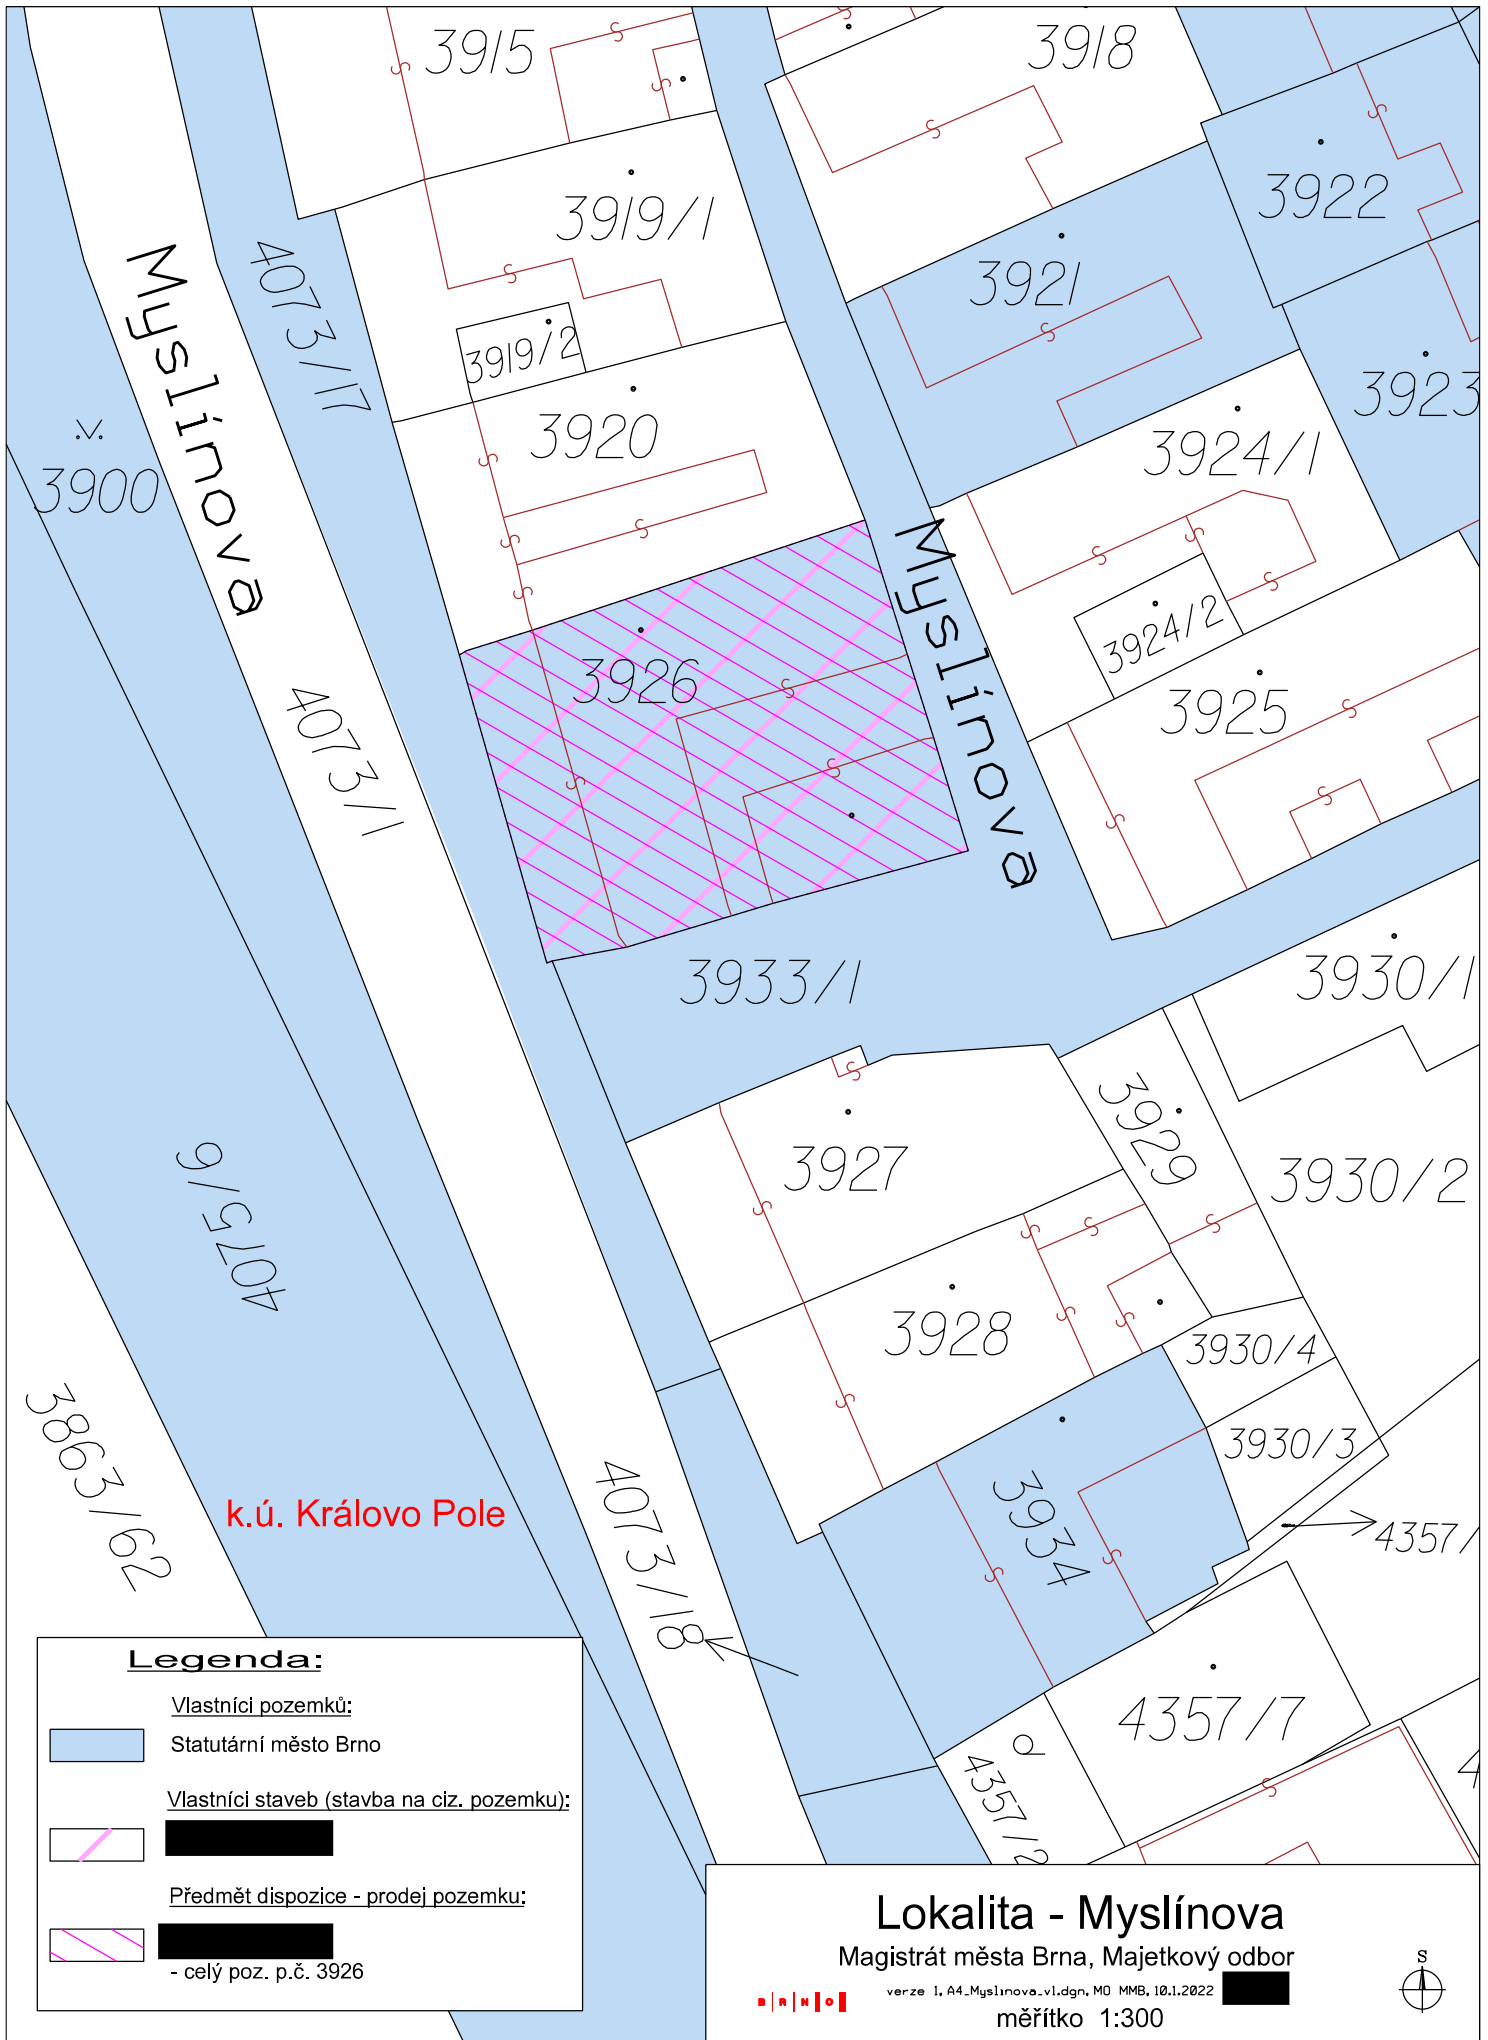 3915
3918
3919/1
3922
3921
4073/17
Myslínova
3919/2
3923
3920
3924/1
.v.
3900
Myslínova
3924/2
3926
3925
4073/1
3933/1
3930/1
3929
3927
3930/2
4075/6
3928
3930/4
3863/62
3930/3
k.ú. Královo Pole
4073/18
3934
4357/
4357/7
4357/2
4
Legenda:
Vlastníci pozemků:
Statutární město Brno
Vlastníci staveb (stavba na ciz. pozemku):
Předmět dispozice - prodej pozemku:
- celý poz. p.č. 3926
Lokalita - Myslínova
Magistrát města Brna, Majetkový odbor
verze 1, A4_Myslinova_v1.dgn, MO MMB, 10.1.2022
B R N O
měřítko 1:300
S